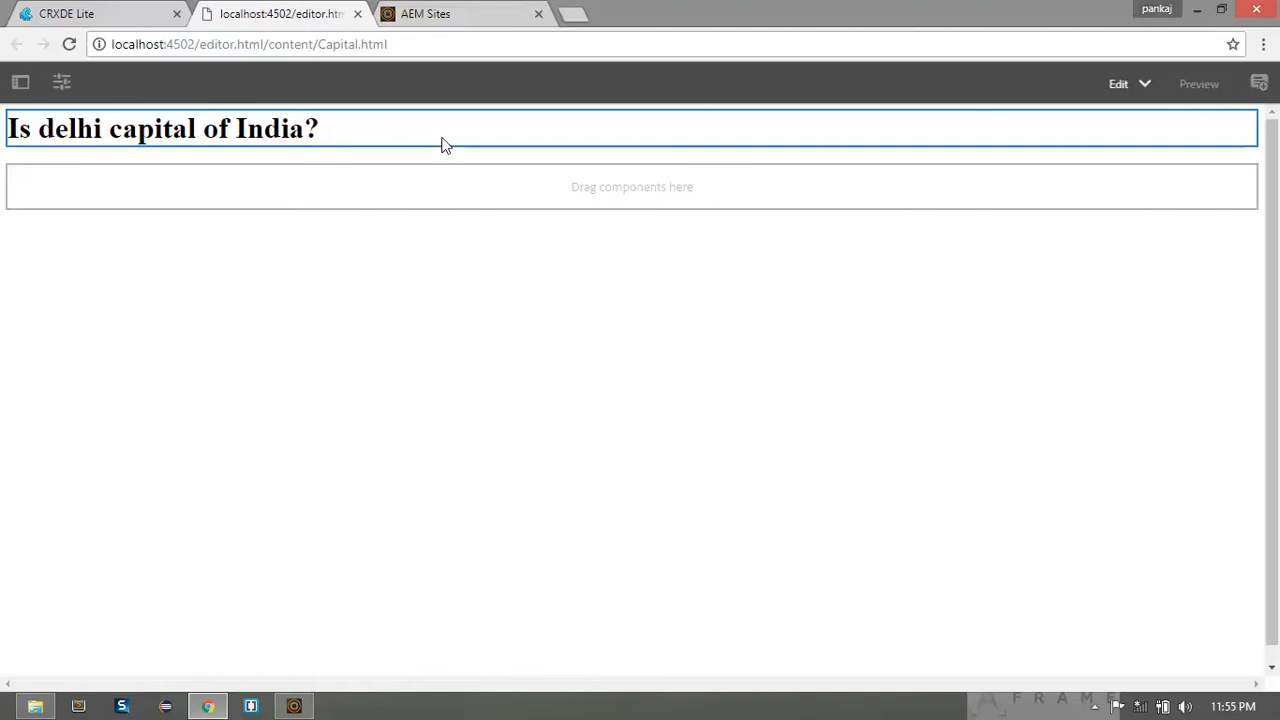 CRXDE Lite
localhost:4502/editor.htm
AEM Sites
pankaj
localhost:4502/editor.html/content/Capital.html
Edit
Preview
Is delhi capital of India?
Drag components here
A FRAME
11:55 PM